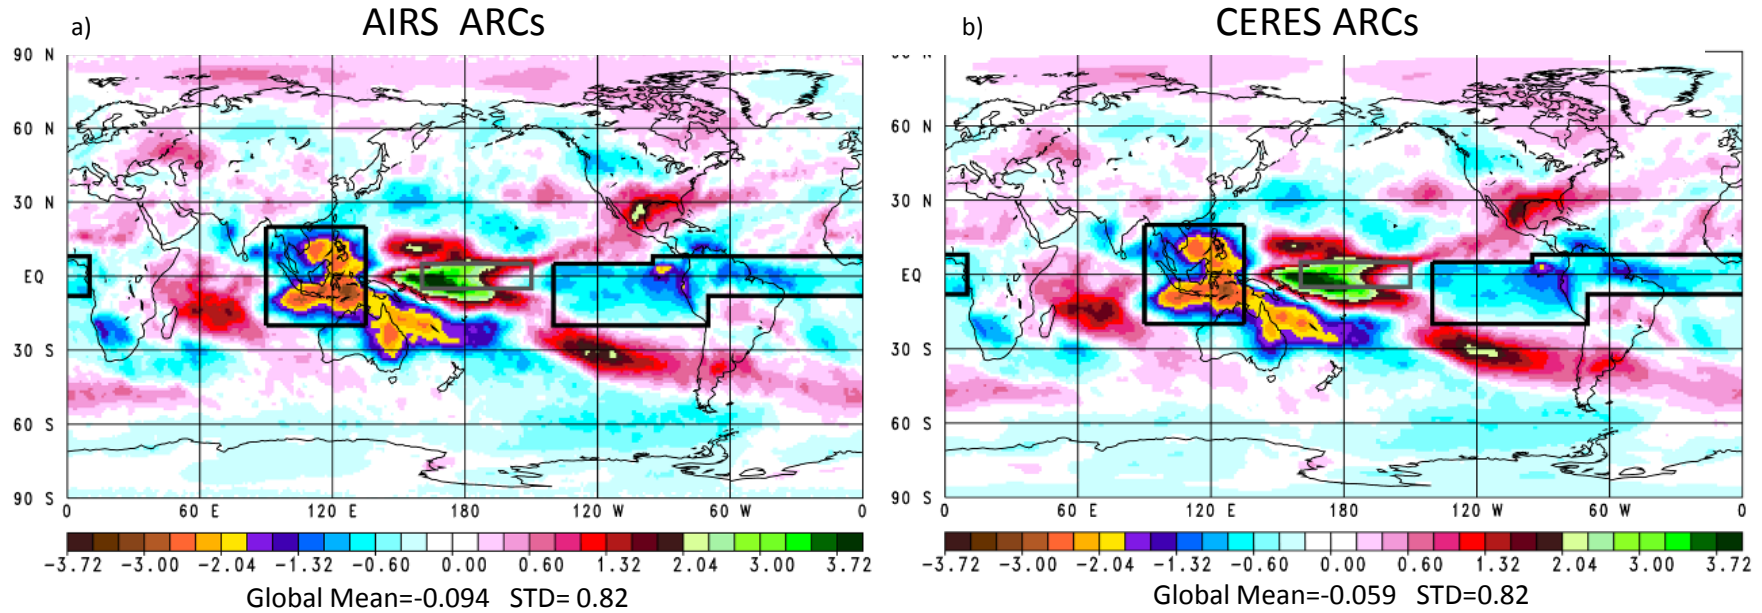 a) AIRS ARCs
90 N
60 N
30 N
EQ
30 S
60 S
90 S
0 60 E 120 E 180 120 W 60 W 0
-3.72 -3.00 -2.04 -1.32 -0.60 0.00 0.60 1.32 2.04 3.00 3.72
Global Mean=-0.094 STD= 0.82
b) CERES ARCs
90 N
60 N
30 N
EQ
30 S
60 S
90 S
0 60 E 120 E 180 120 W 60 W 0
-3.72 -3.00 -2.04 -1.32 -0.60 0.00 0.60 1.32 2.04 3.00 3.72
Global Mean=-0.059 STD=0.82